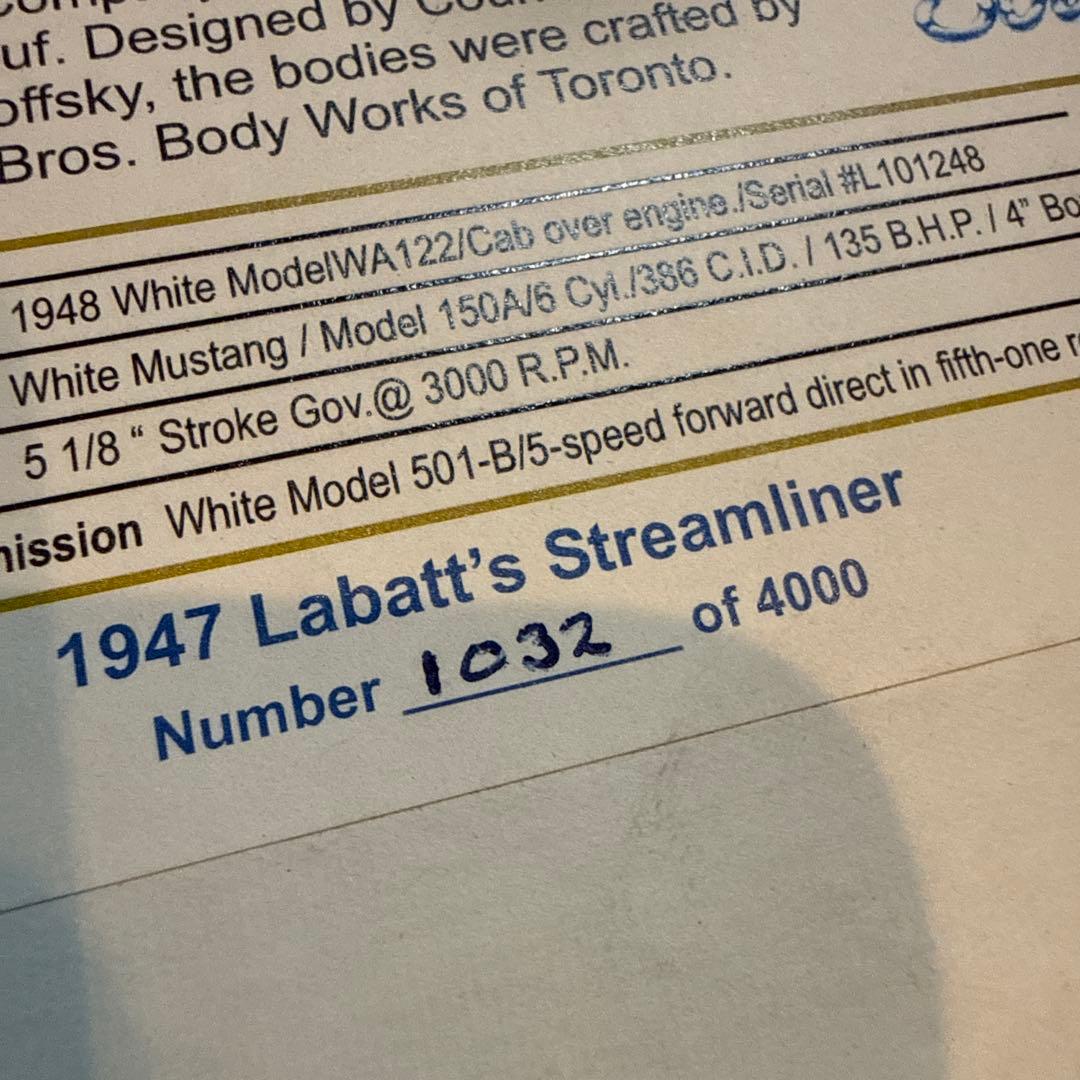 uf. Designed by
offsky, the bodies were crafted by
Bros. Body Works of Toronto.
1948 White ModelWA122/Cab over engine./Serial #L101248
White Mustang / Model 150A/6 Cyl./386 C.I.D. / 135 B.H.P. / 4" Bo
5 1/8 “ Stroke Gov.@ 3000 R.P.M.
mission White Model 501-B/5-speed forward direct in fifth-one r
1947 Labatt’s Streamliner
Number 1032 of 4000